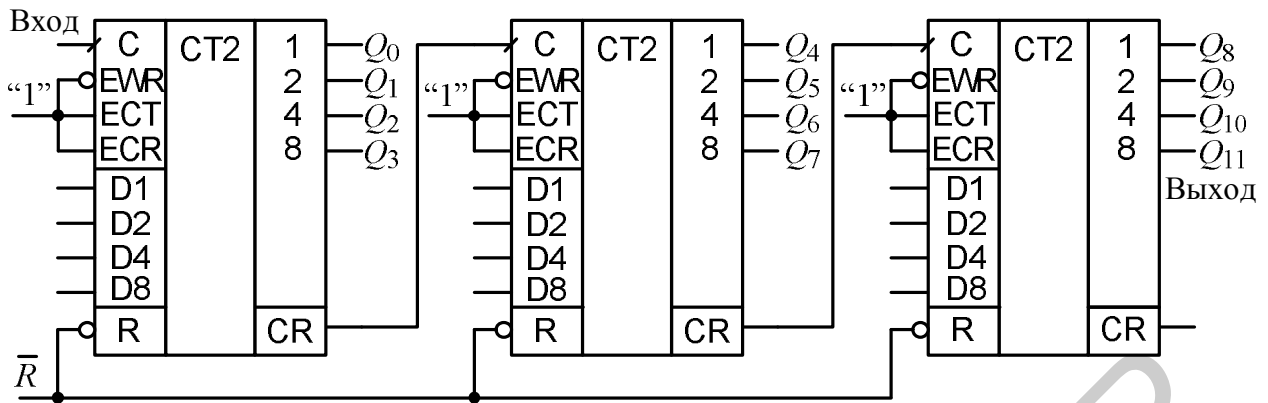 Вход
C CT2 1 Q0
EWR 2 Q1
"1" ECT 4 Q2
ECR 8 Q3
D1
D2
D4
D8
R CR
C CT2 1 Q4
EWR 2 Q5
"1" ECT 4 Q6
ECR 8 Q7
D1
D2
D4
D8
R CR
C CT2 1 Q8
EWR 2 Q9
"1" ECT 4 Q10
ECR 8 Q11
Выход
D1
D2
D4
D8
R CR
R̅